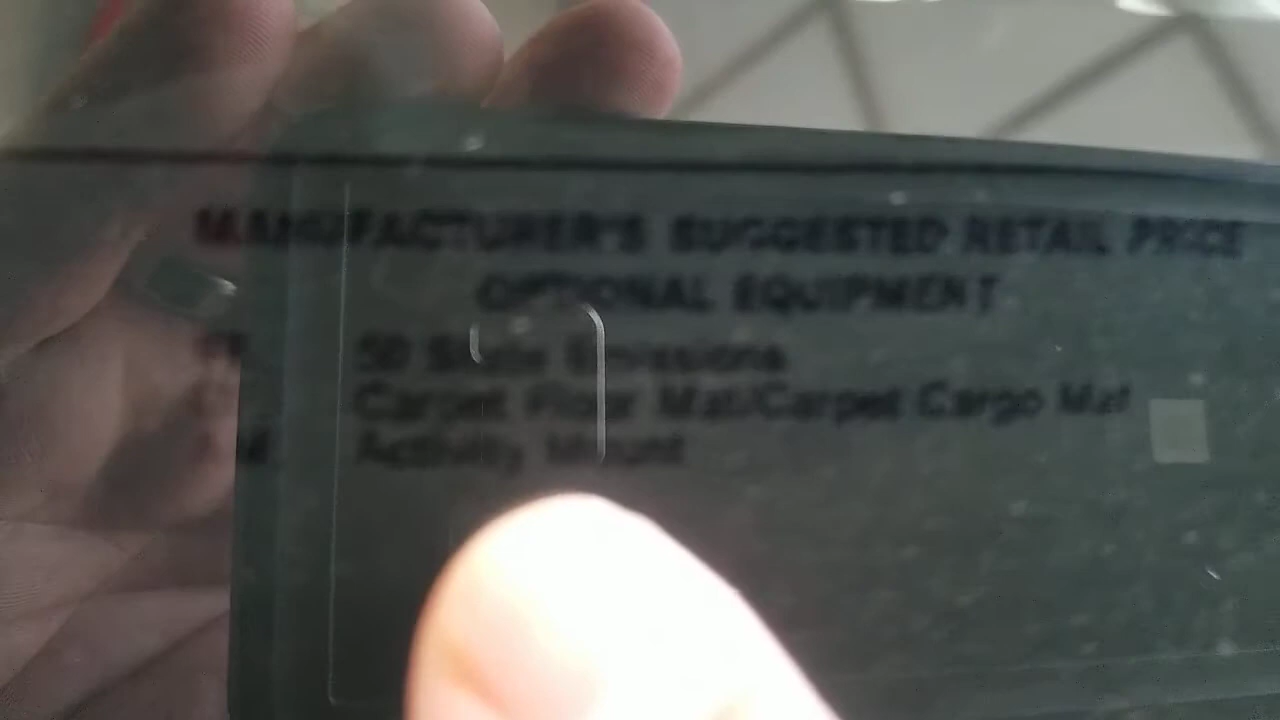 MANUFACTURER'S SUGGESTED RETAIL PRICE
OPTIONAL EQUIPMENT
50 State Emissions
Carpet Floor Mat/Carpet Cargo Mat
Activity Mount